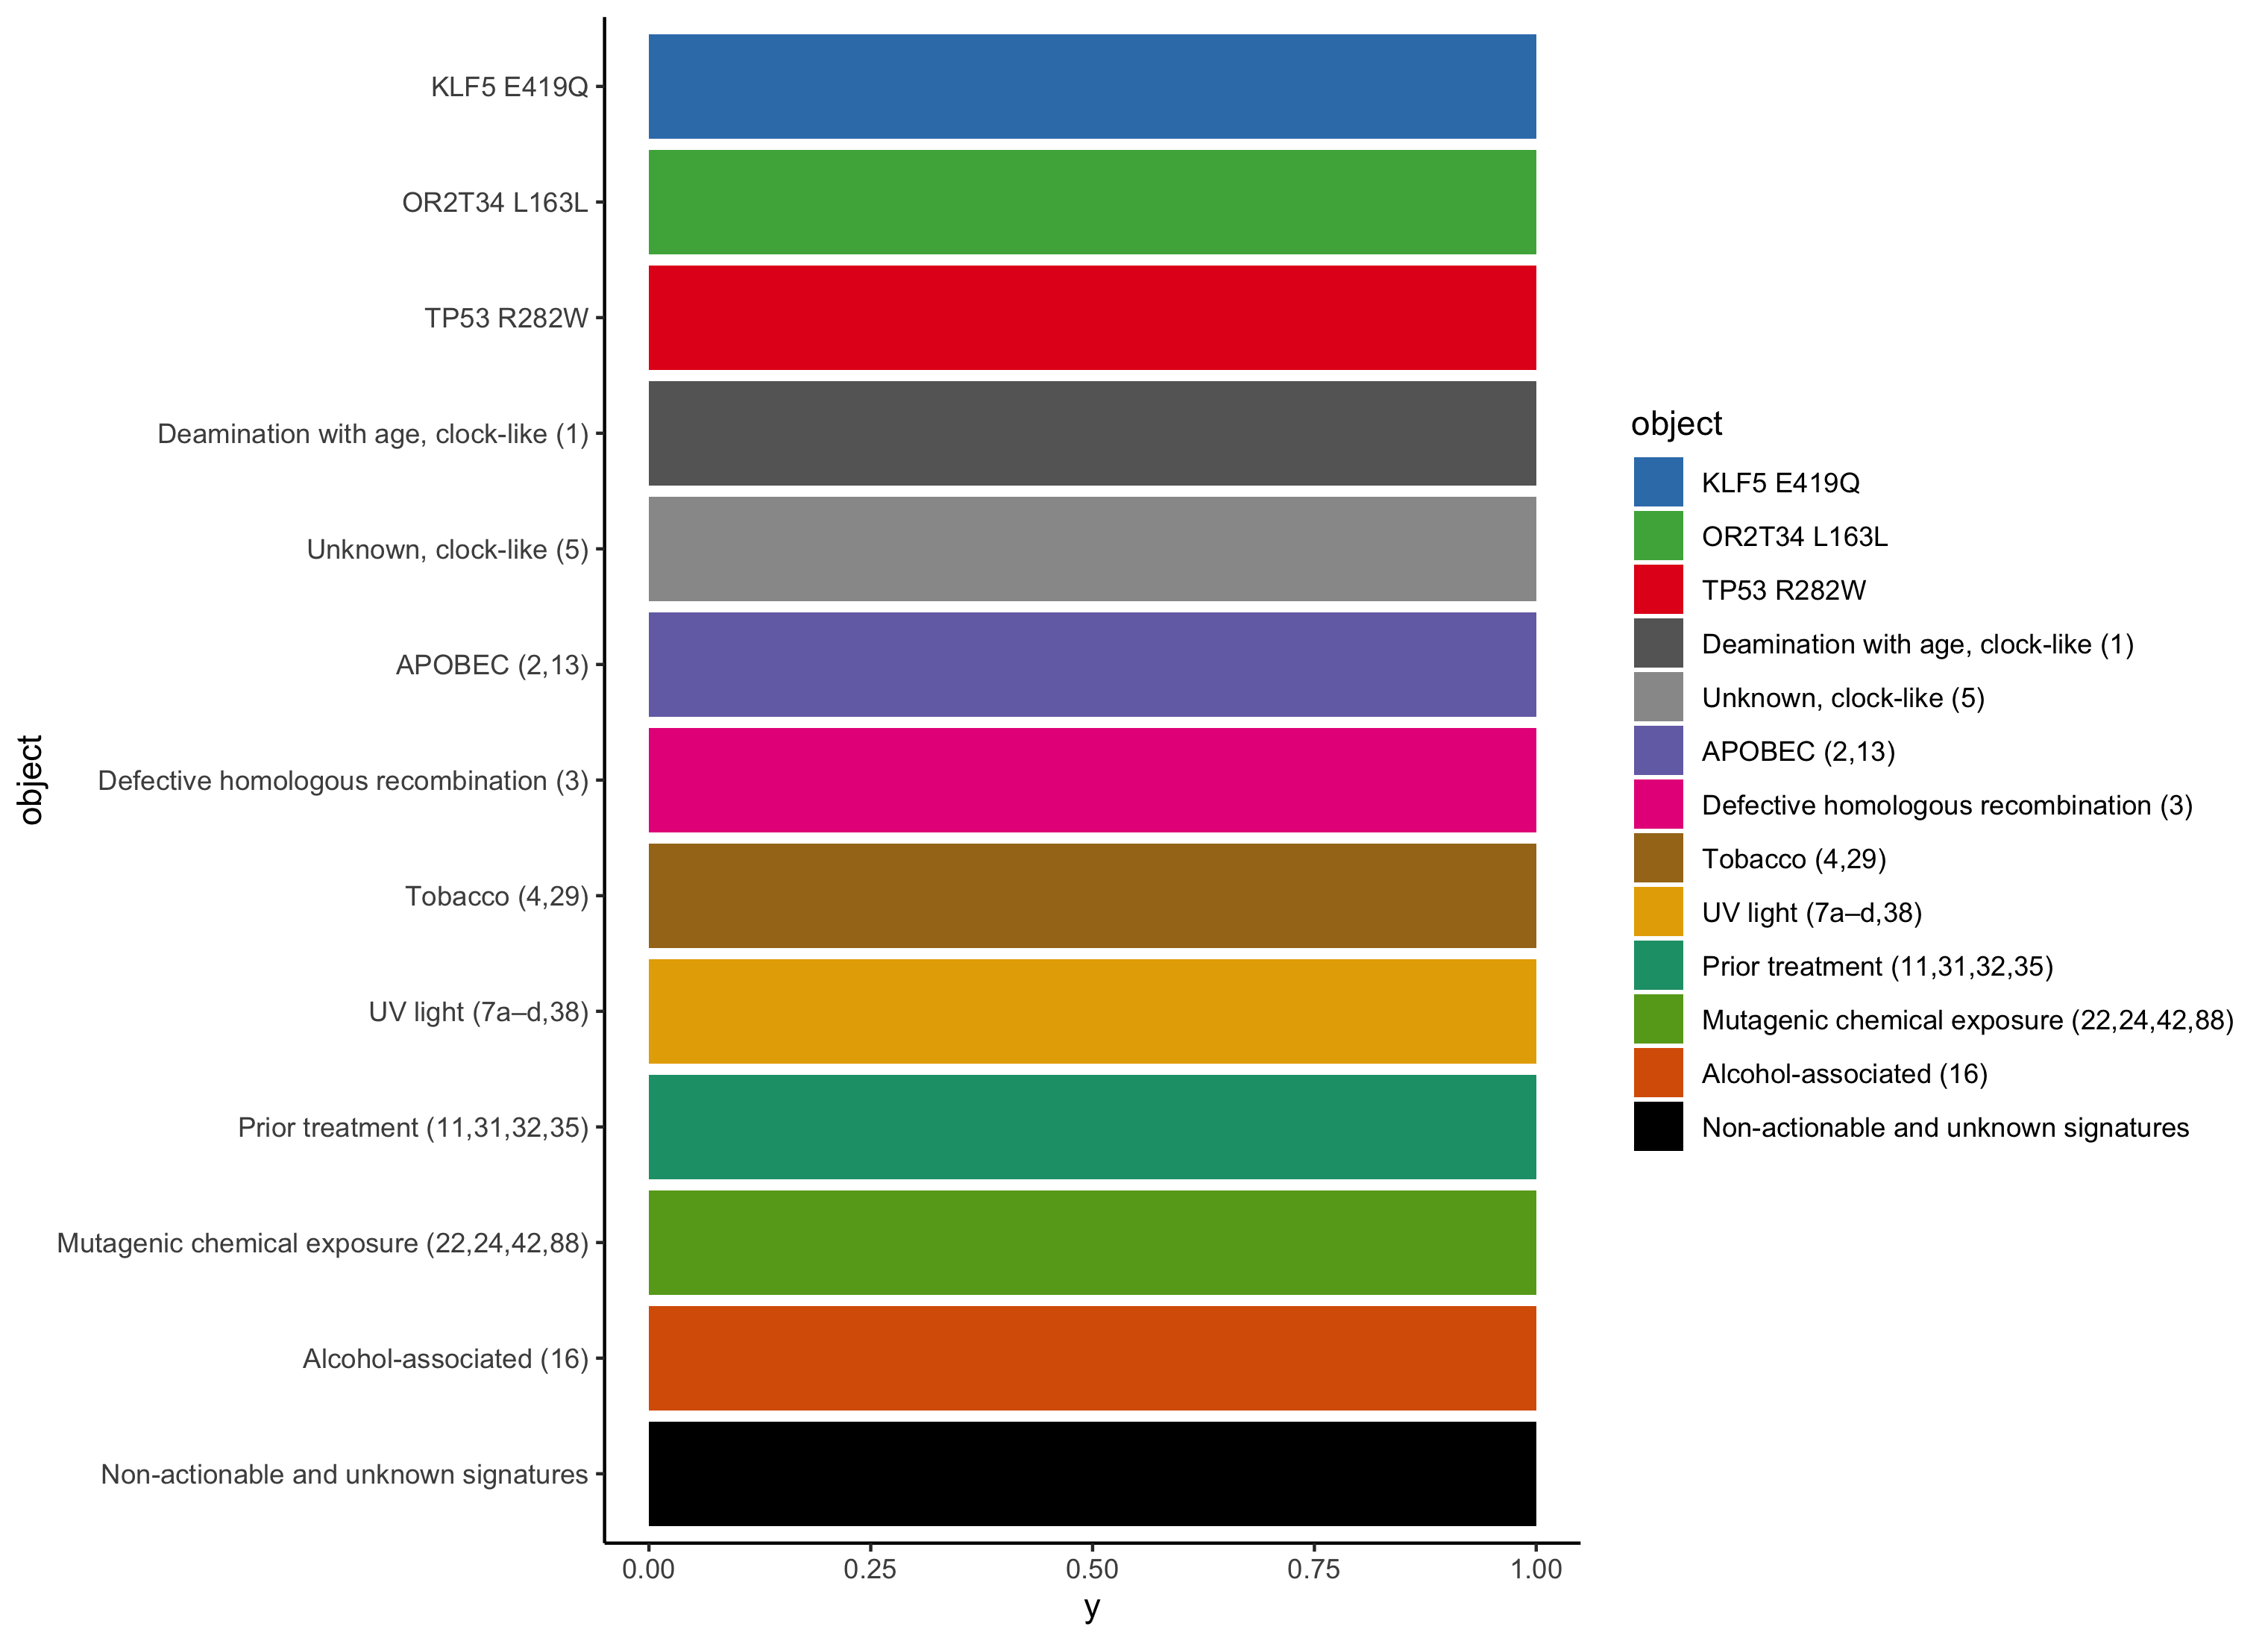 KLF5 E419Q
OR2T34 L163L
TP53 R282W
Deamination with age, clock-like (1)
Unknown, clock-like (5)
APOBEC (2,13)
Defective homologous recombination (3)
Tobacco (4,29)
UV light (7a–d,38)
Prior treatment (11,31,32,35)
Mutagenic chemical exposure (22,24,42,88)
Alcohol-associated (16)
Non-actionable and unknown signatures
object
0.00 0.25 0.50 0.75 1.00
y
object
KLF5 E419Q
OR2T34 L163L
TP53 R282W
Deamination with age, clock-like (1)
Unknown, clock-like (5)
APOBEC (2,13)
Defective homologous recombination (3)
Tobacco (4,29)
UV light (7a–d,38)
Prior treatment (11,31,32,35)
Mutagenic chemical exposure (22,24,42,88)
Alcohol-associated (16)
Non-actionable and unknown signatures